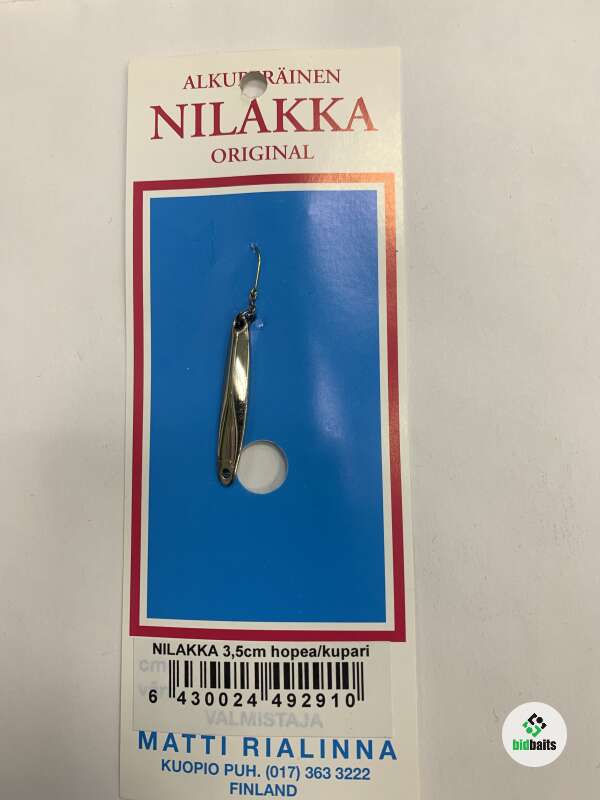 ALKUPERÄINEN
NILAKKA
ORIGINAL
NILAKKA 3,5cm hopea/kupari
cm
6 430024 492910
VALMISTAJA
MATTI RIALINNA
KUOPIO PUH. (017) 363 3222
FINLAND
bidbaits